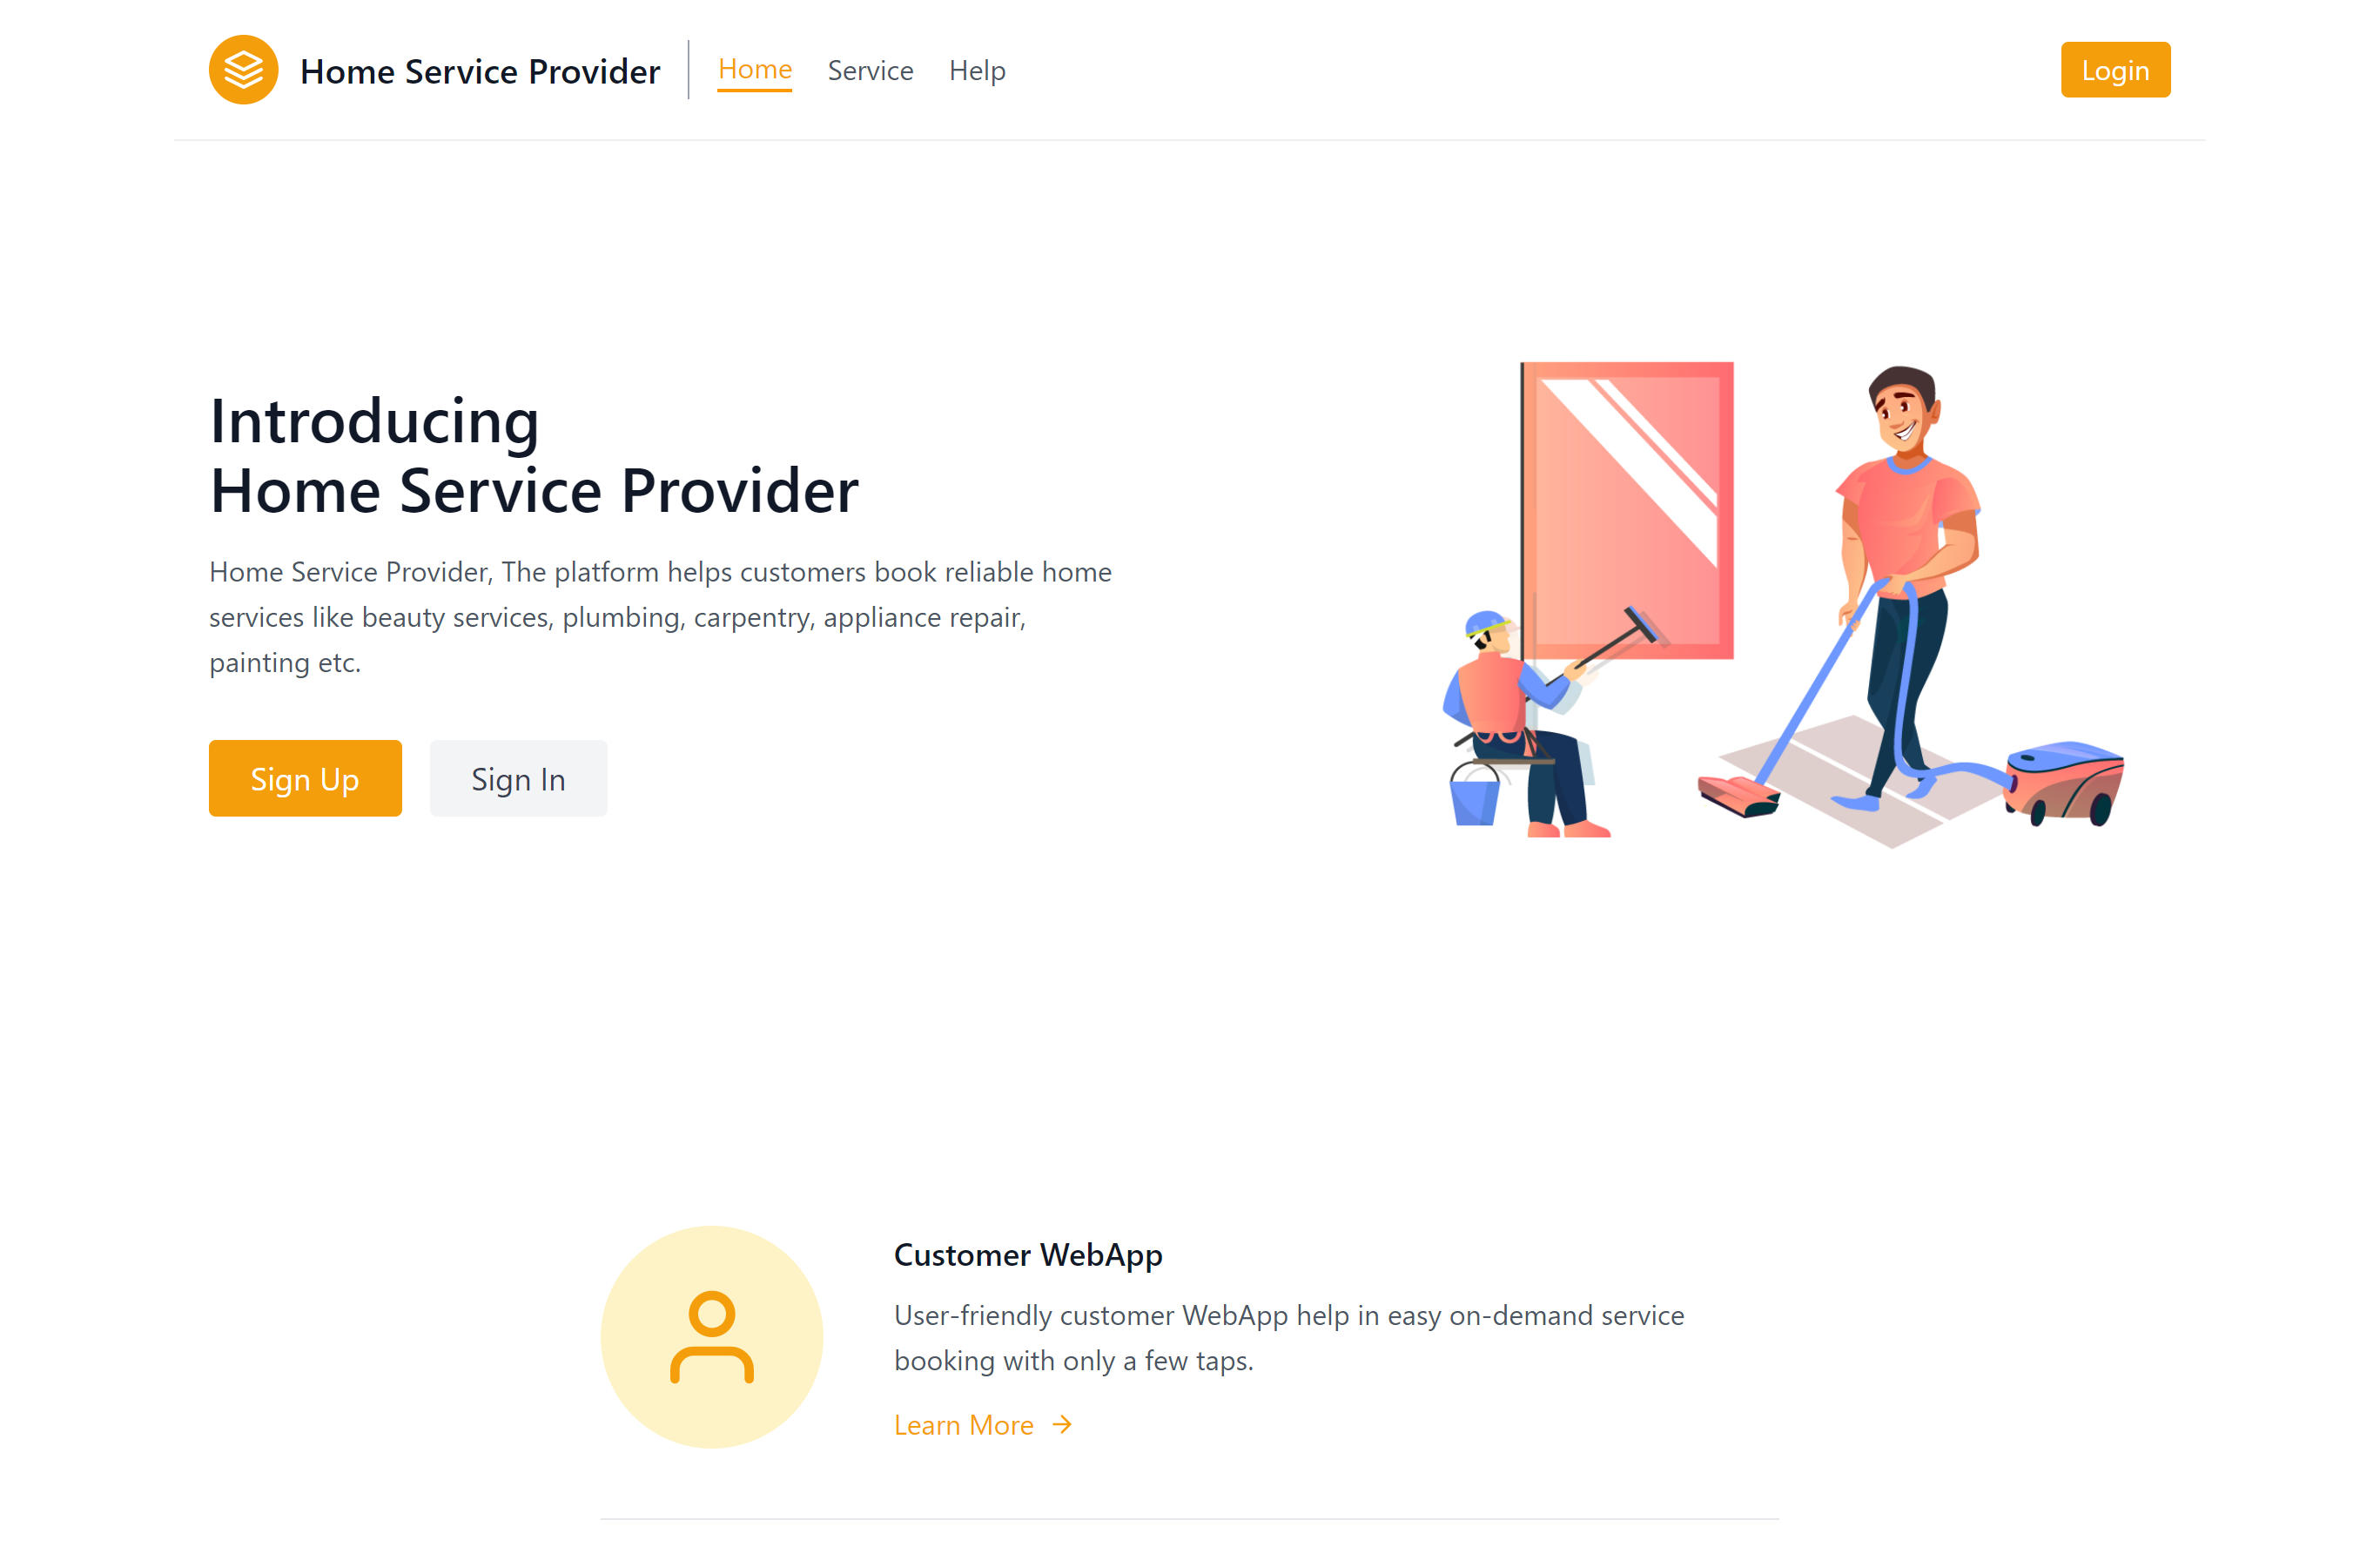 Home Service Provider
Home
Service
Help
Login
Introducing
Home Service Provider
Home Service Provider, The platform helps customers book reliable home
services like beauty services, plumbing, carpentry, appliance repair,
painting etc.
Sign Up
Sign In
Customer WebApp
User-friendly customer WebApp help in easy on-demand service
booking with only a few taps.
Learn More